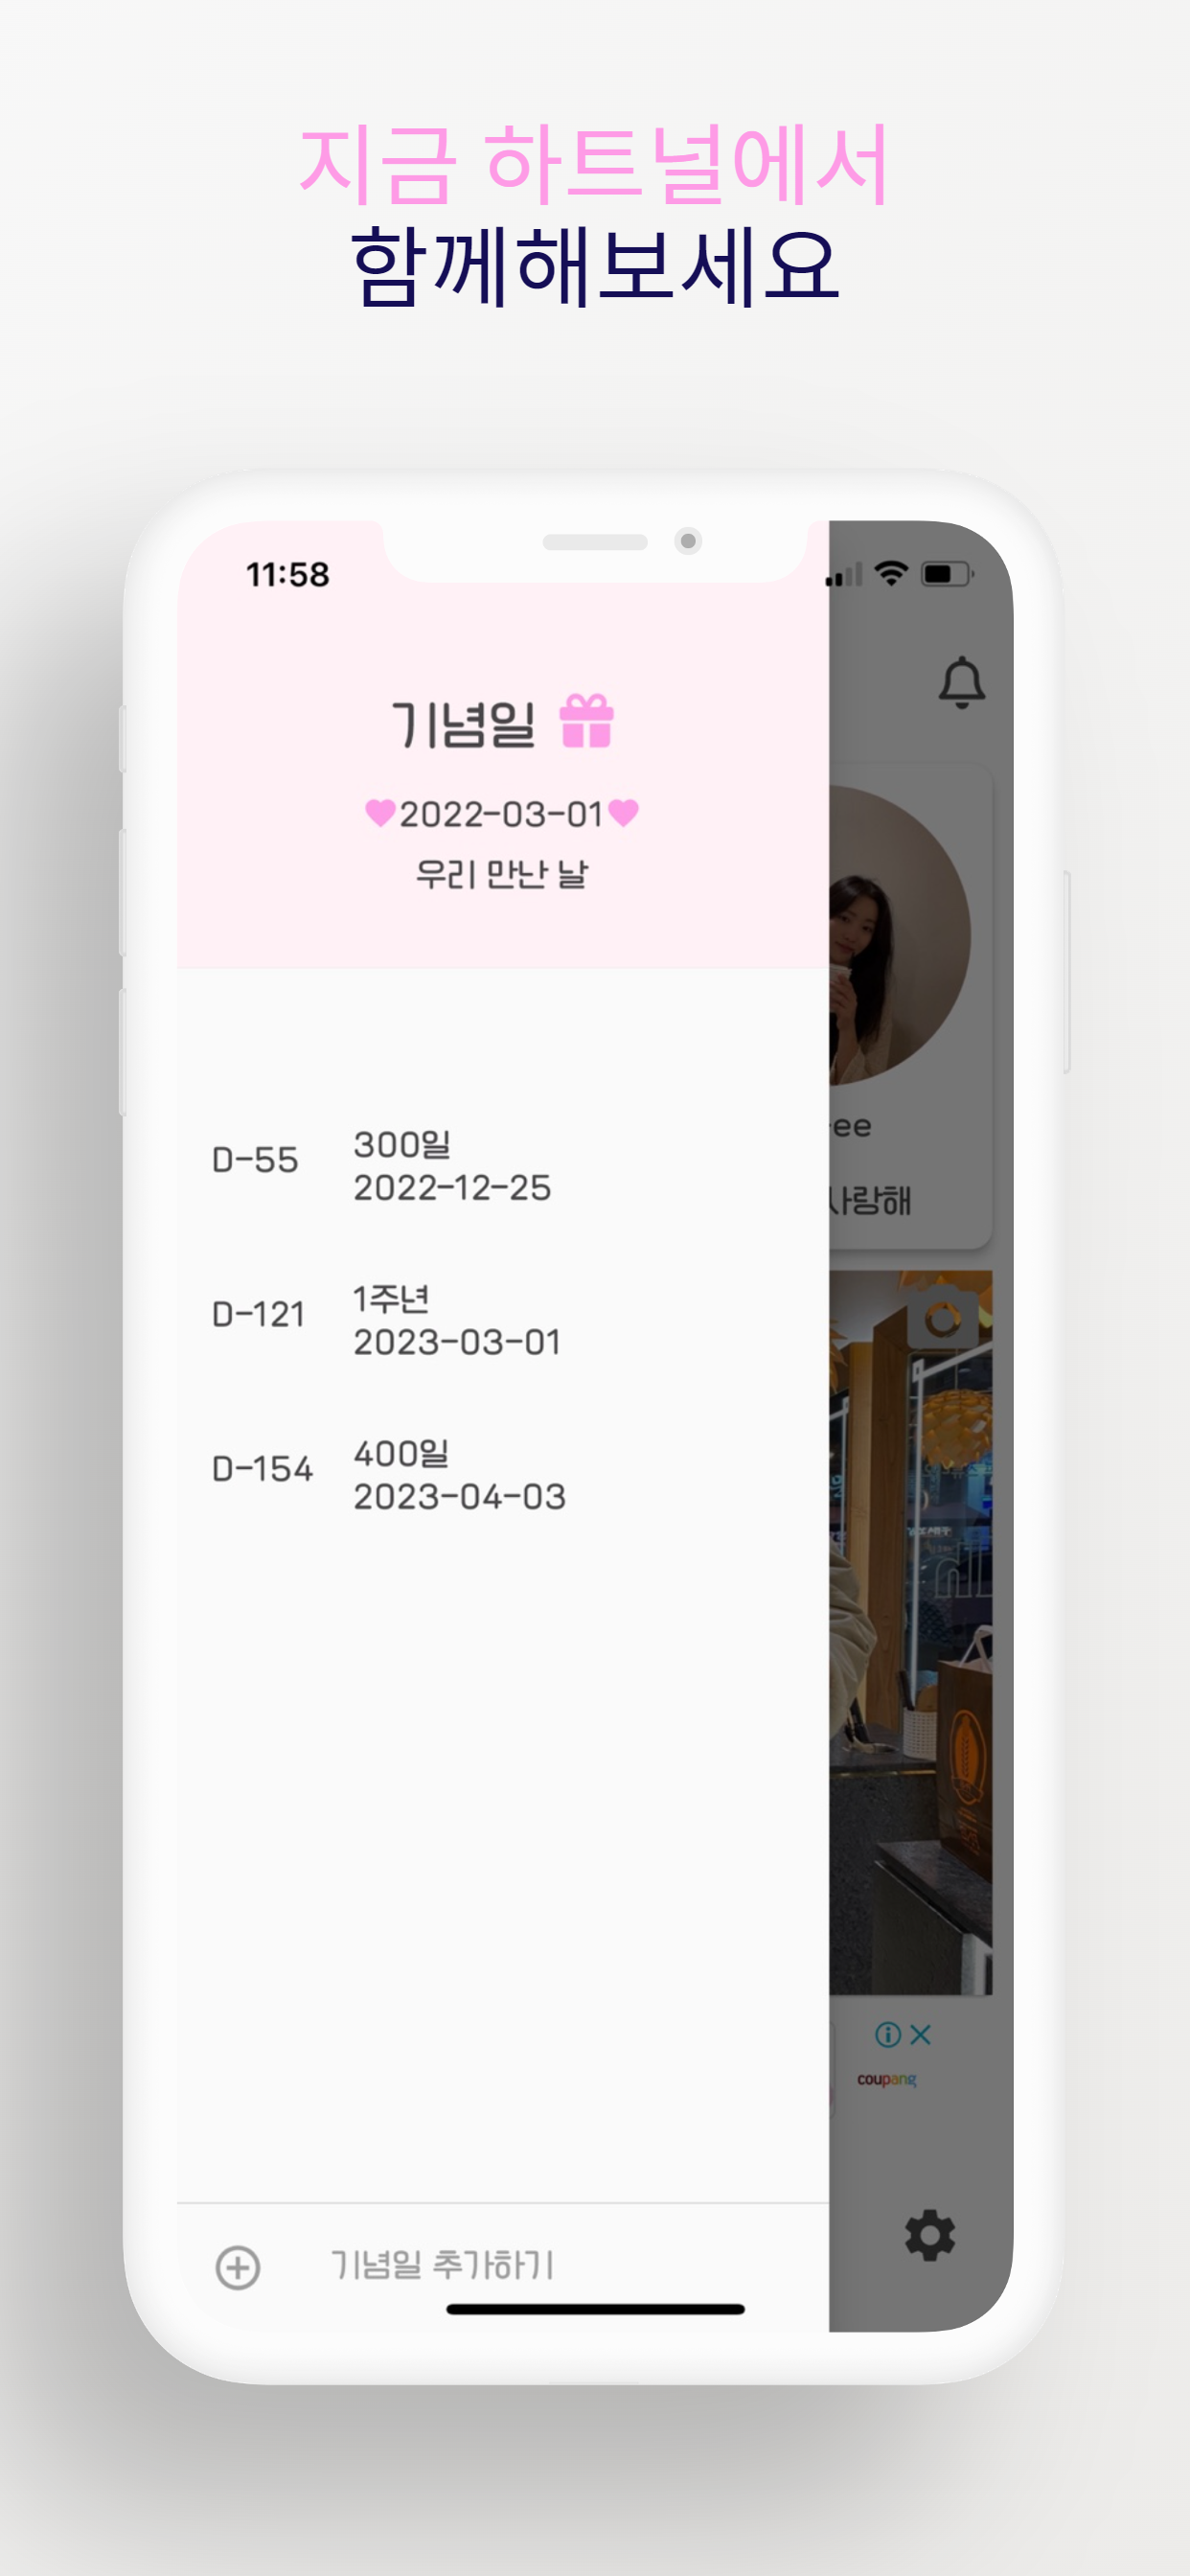 지금 하트널에서
함께해보세요
11:58
기념일
2022-03-01
우리 만난 날
D-55
300일
2022-12-25
D-121
1주년
2023-03-01
D-154
400일
2023-04-03
ee
사랑해
coupang
기념일 추가하기